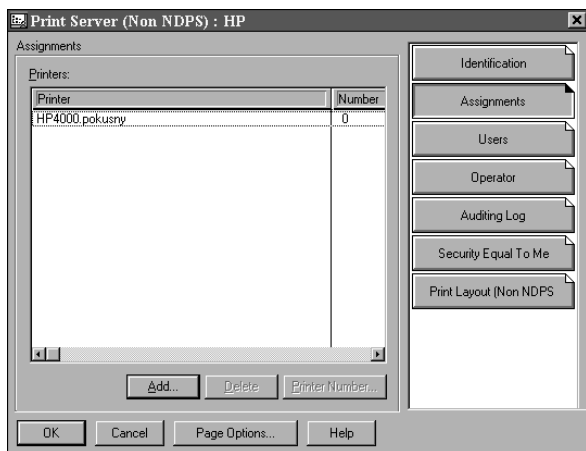 Print Server (Non NDPS) : HP
Assignments
Printers:
Printer Number
HP4000.pokusny 0
Add... Delete Printer Number...
OK Cancel Page Options... Help
Identification
Assignments
Users
Operator
Auditing Log
Security Equal To Me
Print Layout (Non NDPS